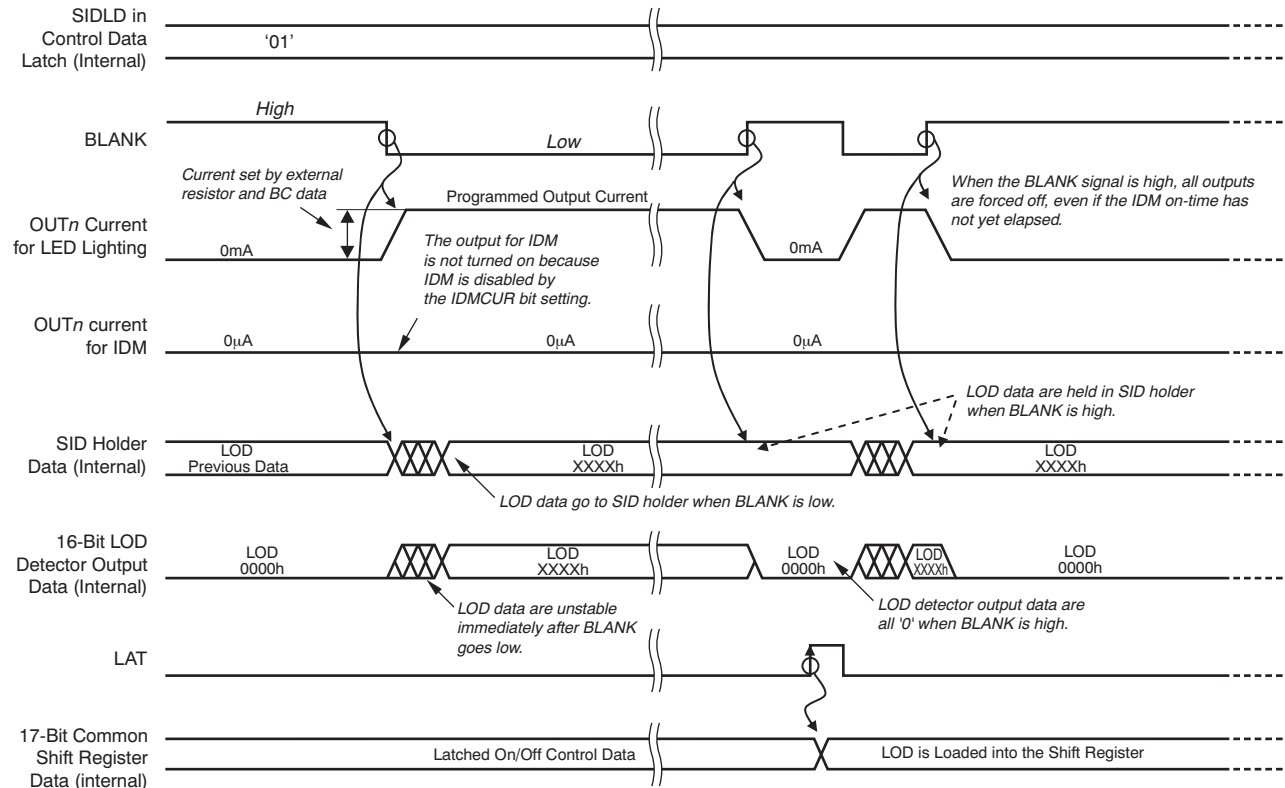 SIDLD in
Control Data
Latch (Internal)
'01'
BLANK
High
Low
Current set by external
resistor and BC data
Programmed Output Current
When the BLANK signal is high, all outputs
are forced off, even if the IDM on-time has
not yet elapsed.
OUTn Current
for LED Lighting
0mA
0mA
The output for IDM
is not turned on because
IDM is disabled by
the IDMCUR bit setting.
OUTn current
for IDM
0μA
0μA
0μA
LOD data are held in SID holder
when BLANK is high.
SID Holder
Data (Internal)
LOD
Previous Data
LOD
XXXXh
LOD
XXXXh
LOD data go to SID holder when BLANK is low.
16-Bit LOD
Detector Output
Data (Internal)
LOD
0000h
LOD
XXXXh
LOD
0000h
LOD
XXXXh
LOD
0000h
LOD data are unstable
immediately after BLANK
goes low.
LOD detector output data are
all '0' when BLANK is high.
LAT
17-Bit Common
Shift Register
Data (internal)
Latched On/Off Control Data
LOD is Loaded into the Shift Register